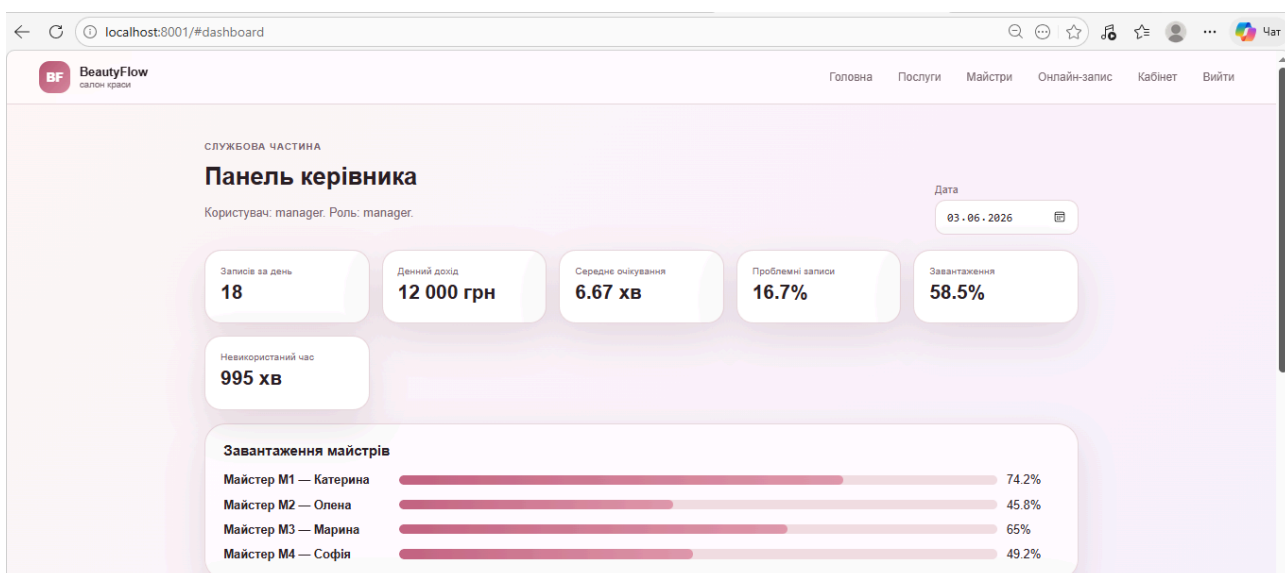 localhost:8001/#dashboard
Чат
BF
BeautyFlow
салон краси
Головна Послуги Майстри Онлайн-запис Кабінет Вийти
СЛУЖБОВА ЧАСТИНА
Панель керівника
Користувач: manager. Роль: manager.
Дата
03.06.2026
Записів за день
18
Денний дохід
12 000 грн
Середнє очікування
6.67 хв
Проблемні записи
16.7%
Завантаження
58.5%
Невикористаний час
995 хв
Завантаження майстрів
Майстер М1 — Катерина 74.2%
Майстер М2 — Олена 45.8%
Майстер М3 — Марина 65%
Майстер М4 — Софія 49.2%